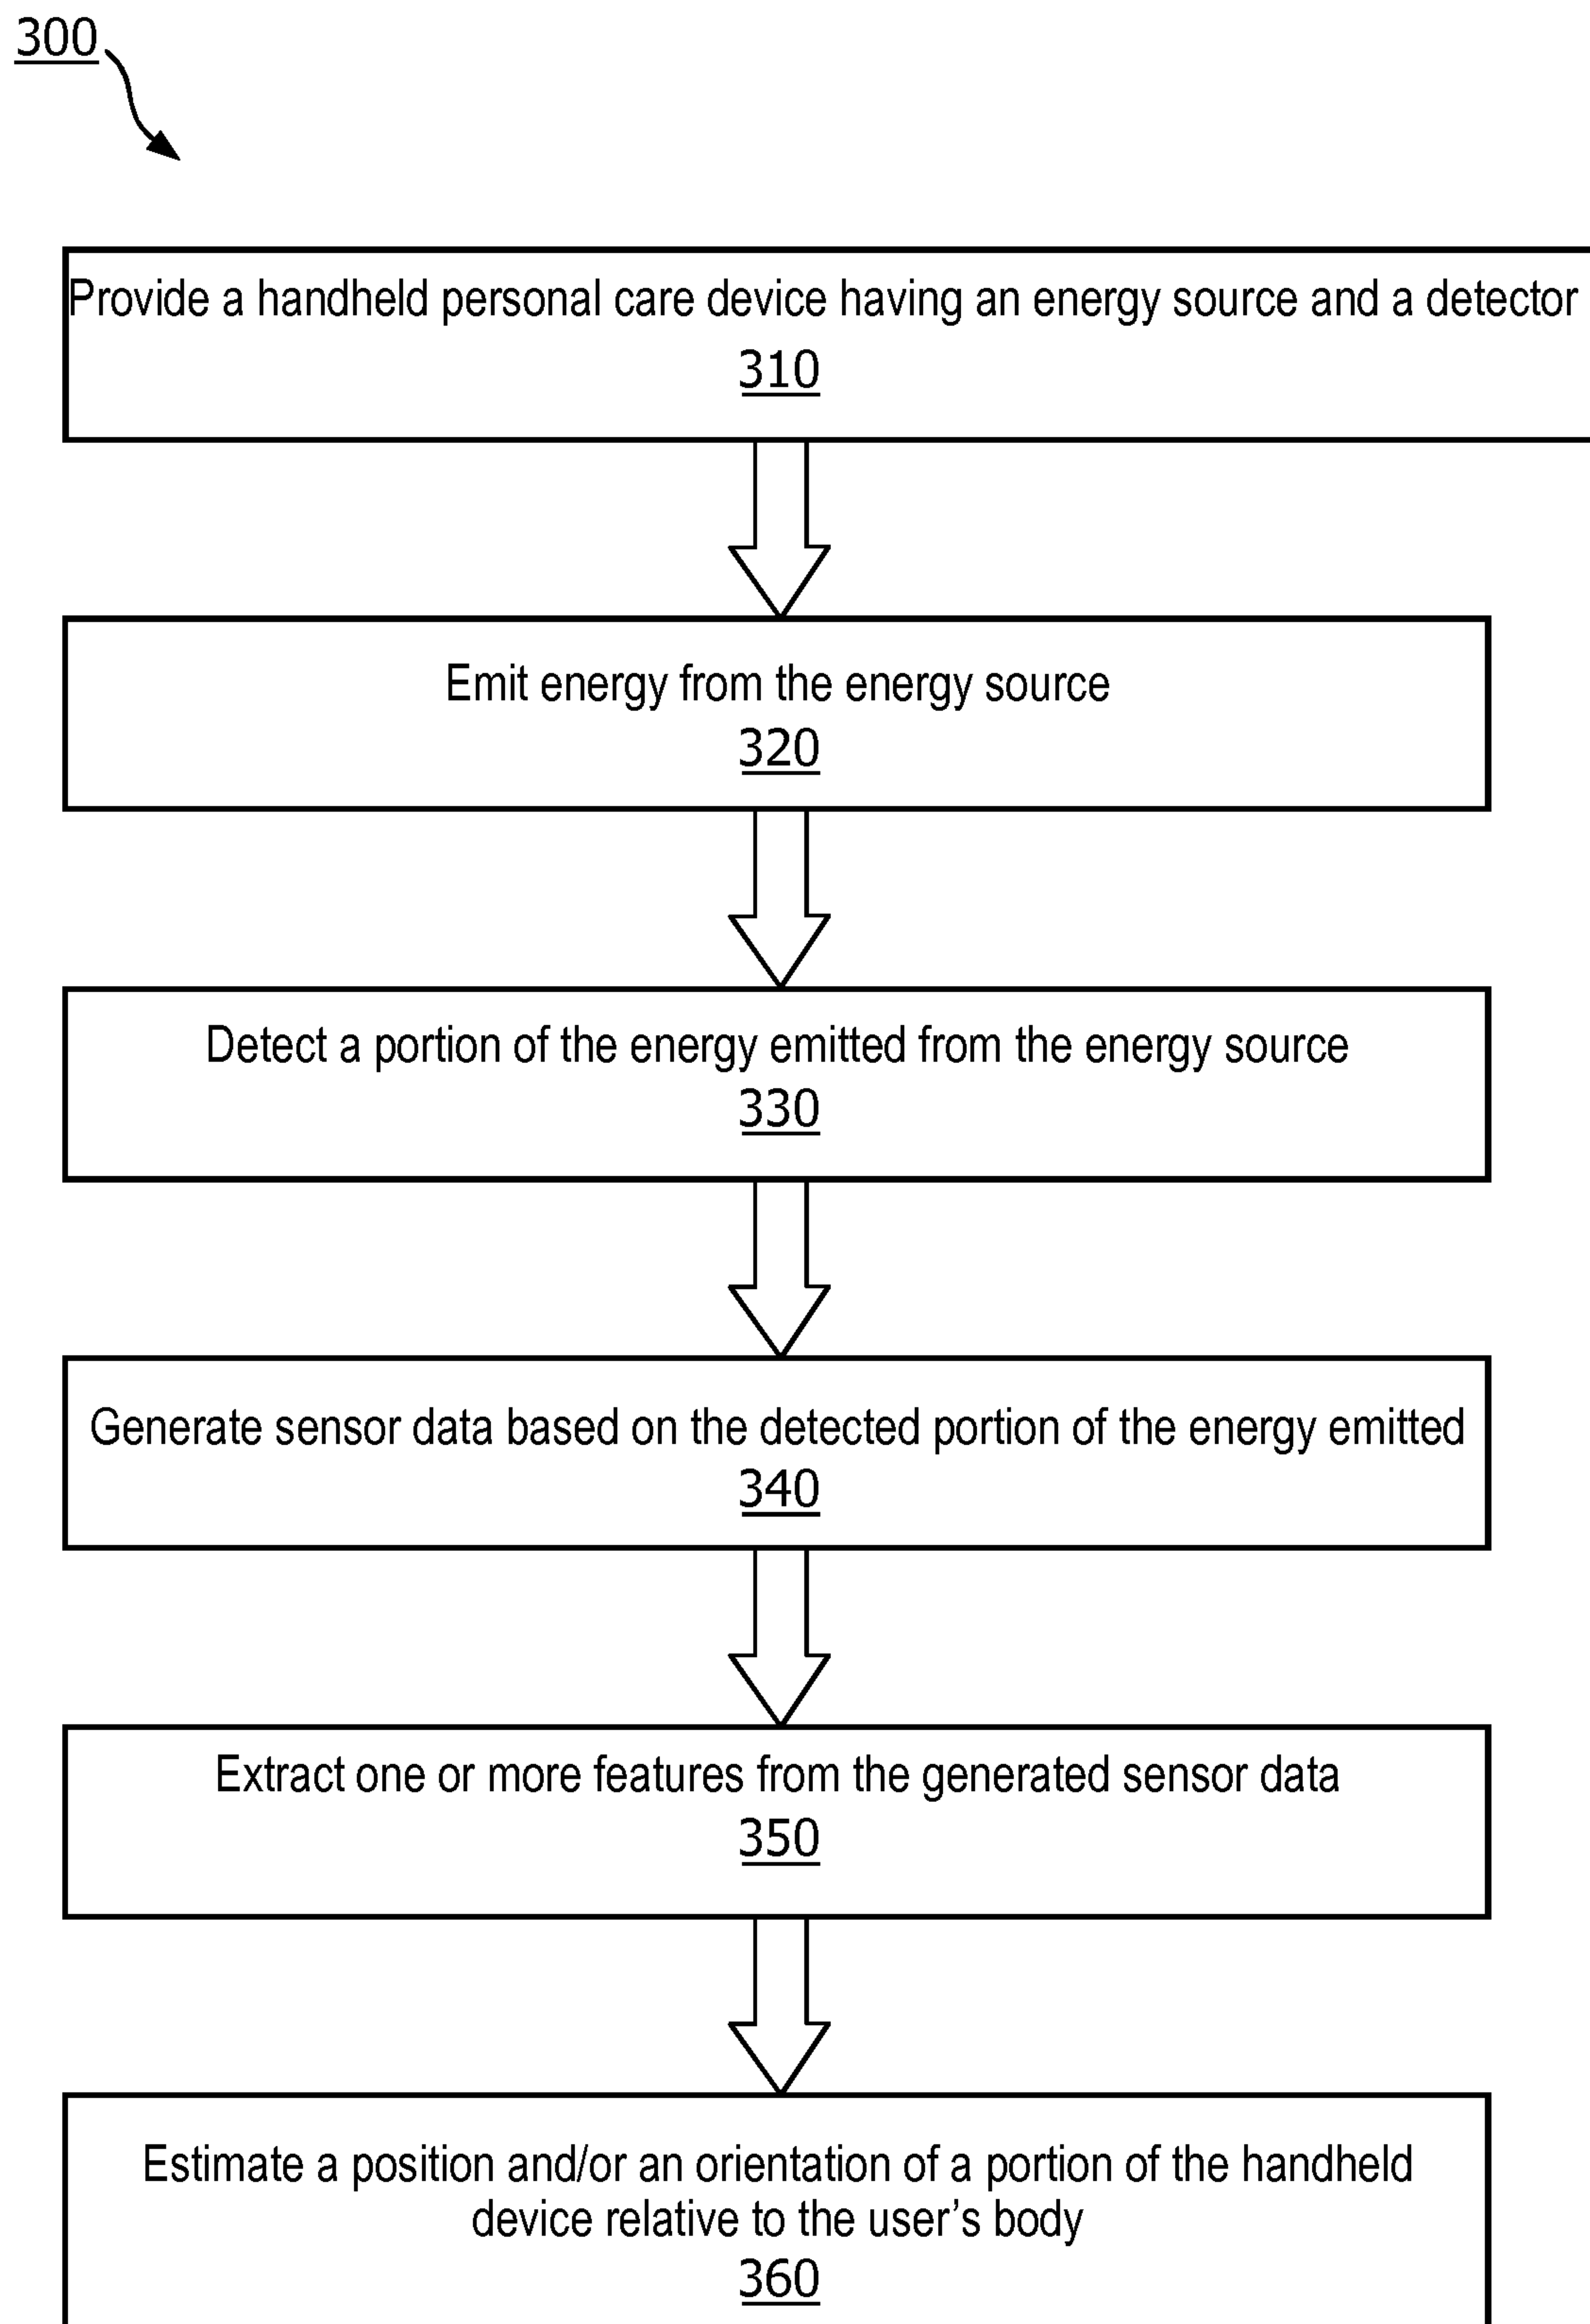 300
Provide a handheld personal care device having an energy source and a detector
310
Emit energy from the energy source
320
Detect a portion of the energy emitted from the energy source
330
Generate sensor data based on the detected portion of the energy emitted
340
Extract one or more features from the generated sensor data
350
Estimate a position and/or an orientation of a portion of the handheld
device relative to the user’s body
360